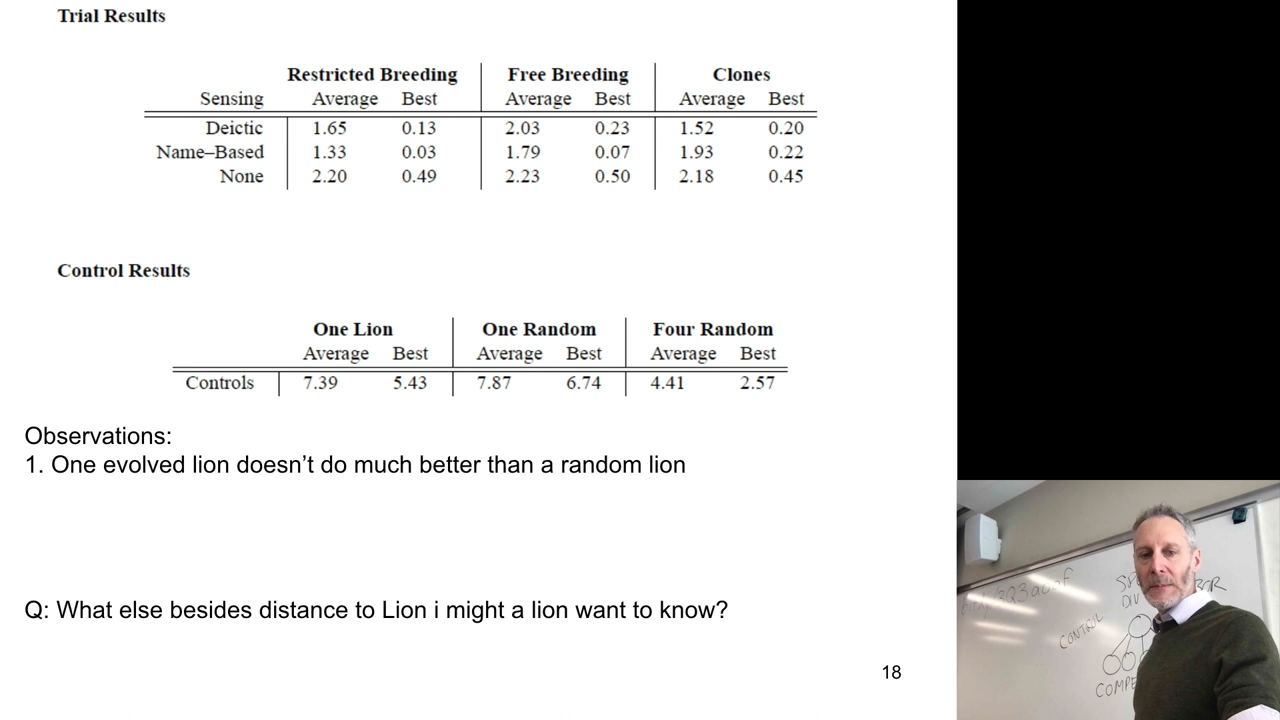 Trial Results
Restricted Breeding Free Breeding Clones
Sensing Average Best Average Best Average Best
Deictic 1.65 0.13 2.03 0.23 1.52 0.20
Name–Based 1.33 0.03 1.79 0.07 1.93 0.22
None 2.20 0.49 2.23 0.50 2.18 0.45
Control Results
One Lion One Random Four Random
Average Best Average Best Average Best
Controls 7.39 5.43 7.87 6.74 4.41 2.57
Observations:
1. One evolved lion doesn’t do much better than a random lion
Q: What else besides distance to Lion i might a lion want to know?
18
DIV
CONTROL
COMPE